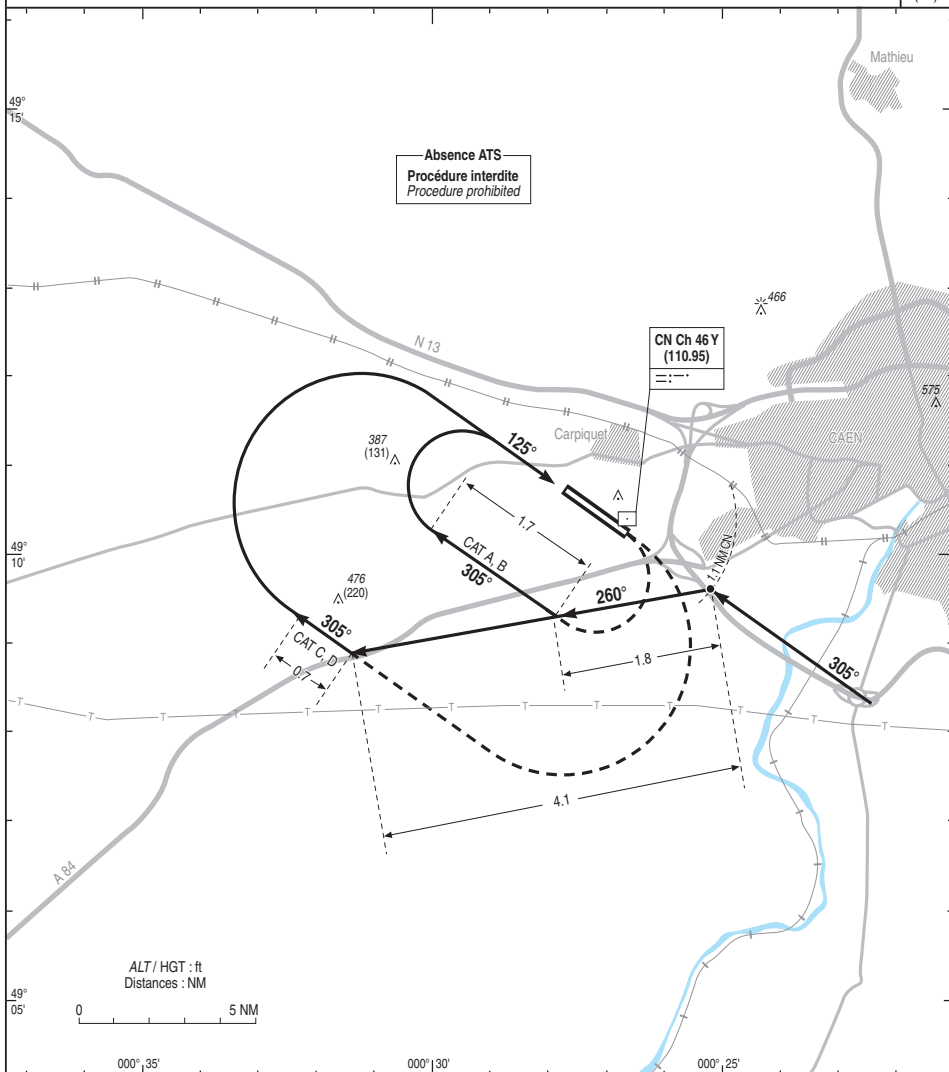 Mathieu
49°
15'
Absence ATS
Procédure interdite
Procedure prohibited
466
N 13
CN Ch 46 Y
(110.95)
575
Carpiquet
CAEN
125°
387
(131)
1.7
CAT A, B
305°
1.1 NM CN
49°
10'
476
(220)
260°
305°
CAT C, D
0.7
1.8
305°
T T T T T T T T T T T T
4.1
A 84
ALT / HGT : ft
Distances : NM
0 5 NM
49°
05'
000° 35' 000° 30' 000° 25'